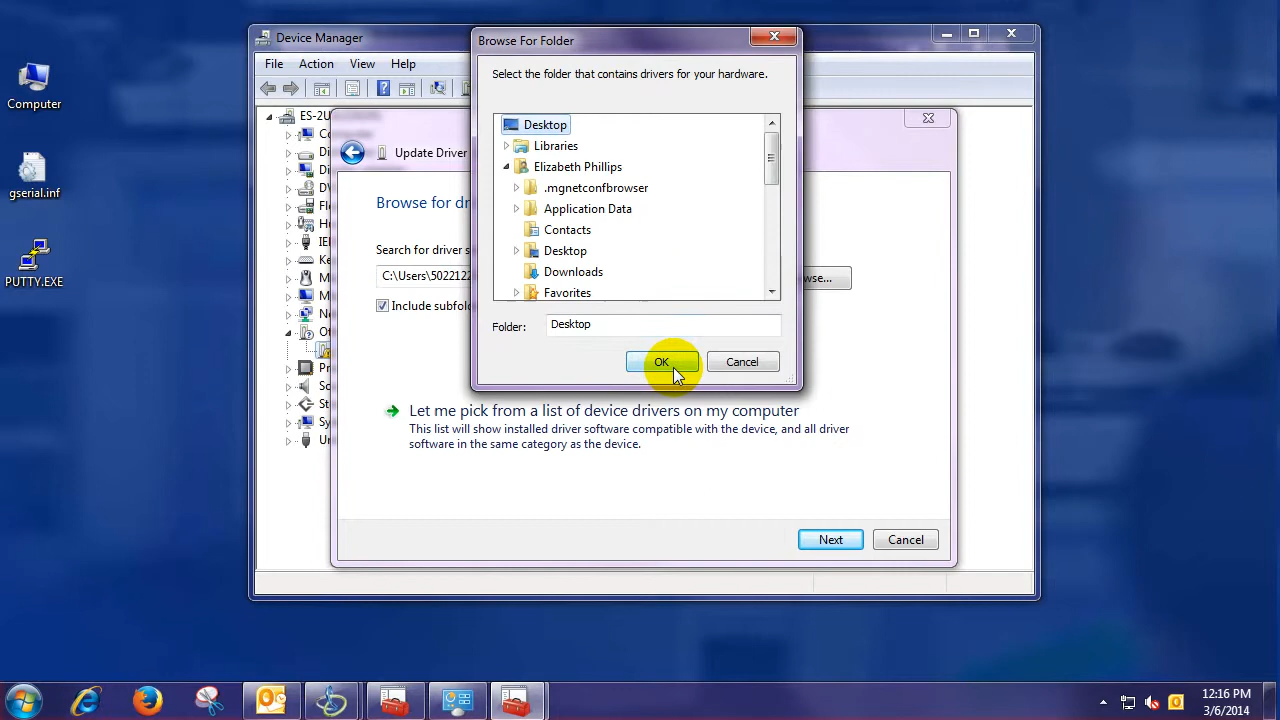 Computer
gserial.inf
PUTTY.EXE
Device Manager
File Action View Help
ES-2U
Update Driver
Browse for dr
Search for driver s
C:\Users\5022122
wse...
Include subfol
Let me pick from a list of device drivers on my computer
This list will show installed driver software compatible with the device, and all driver
software in the same category as the device.
Next Cancel
Browse For Folder
Select the folder that contains drivers for your hardware.
Desktop
Libraries
Elizabeth Phillips
.mgnetconfbrowser
Application Data
Contacts
Desktop
Downloads
Favorites
Folder: Desktop
OK Cancel
12:16 PM
3/6/2014